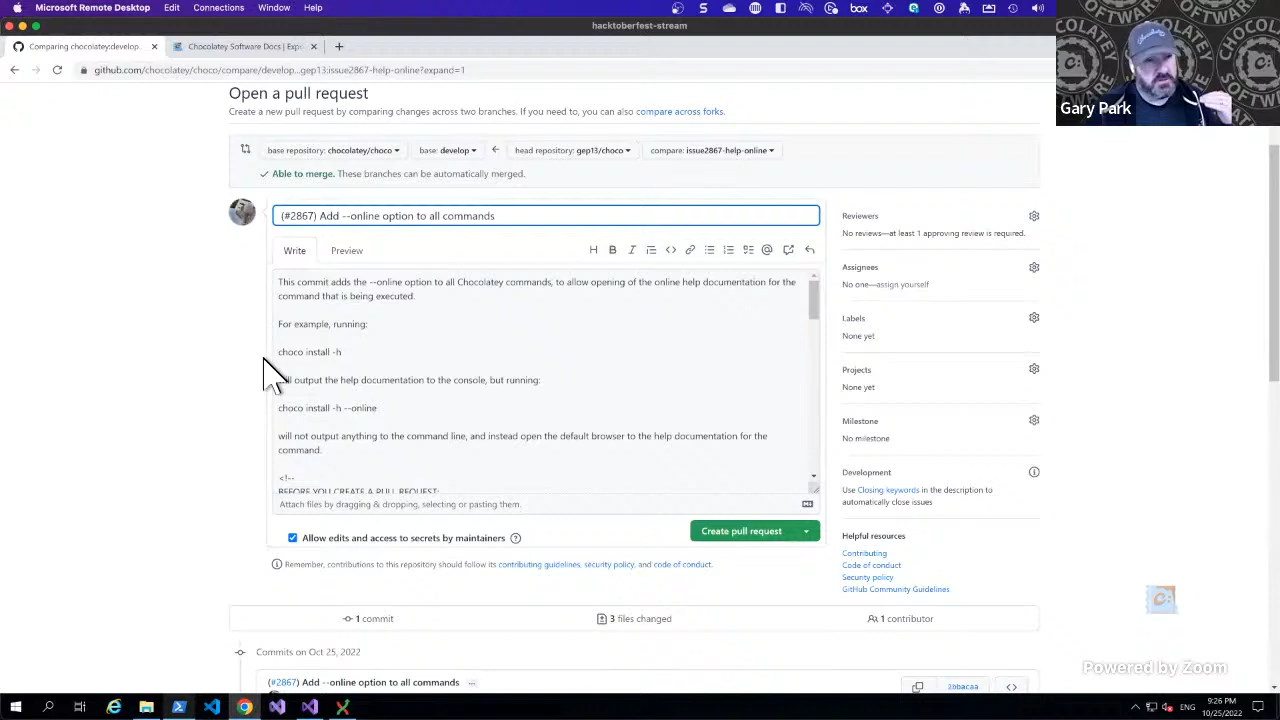 Microsoft Remote Desktop Edit Connections Window Help
box
hacktoberfest-stream
Comparing chocolatey:develop.
Chocolatey Software Docs | Expo
github.com/chocolatey/choco/compare/develop...gep13:issue2867-help-online?expand=1
Gary Park
Open a pull request
Create a new pull request by comparing changes across two branches. If you need to, you can also compare across forks.
base repository: chocolatey/choco
base: develop
head repository: gep13/choco
compare: issue2867-help-online
Able to merge. These branches can be automatically merged.
(#2867) Add --online option to all commands
Write
Preview
This commit adds the --online option to all Chocolatey commands, to allow opening of the online help documentation for the
command that is being executed.
For example, running:
choco install -h
output the help documentation to the console, but running:
choco install -h --online
will not output anything to the command line, and instead open the default browser to the help documentation for the
command.
<!--
BEFORE YOU CREATE A PULL REQUEST:
Attach files by dragging & dropping, selecting or pasting them.
Allow edits and access to secrets by maintainers
Create pull request
Remember, contributions to this repository should follow its contributing guidelines, security policy, and code of conduct.
Reviewers
No reviews—at least 1 approving review is required.
Assignees
No one—assign yourself
Labels
None yet
Projects
None yet
Milestone
No milestone
Development
Use Closing keywords in the description to
automatically close issues
Helpful resources
Contributing
Code of conduct
Security policy
GitHub Community Guidelines
1 commit
3 files changed
1 contributor
Commits on Oct 25, 2022
(#2867) Add --online option to all commands
1bbacaa
Powered by Zoom
ENG
9:26 PM
10/25/2022